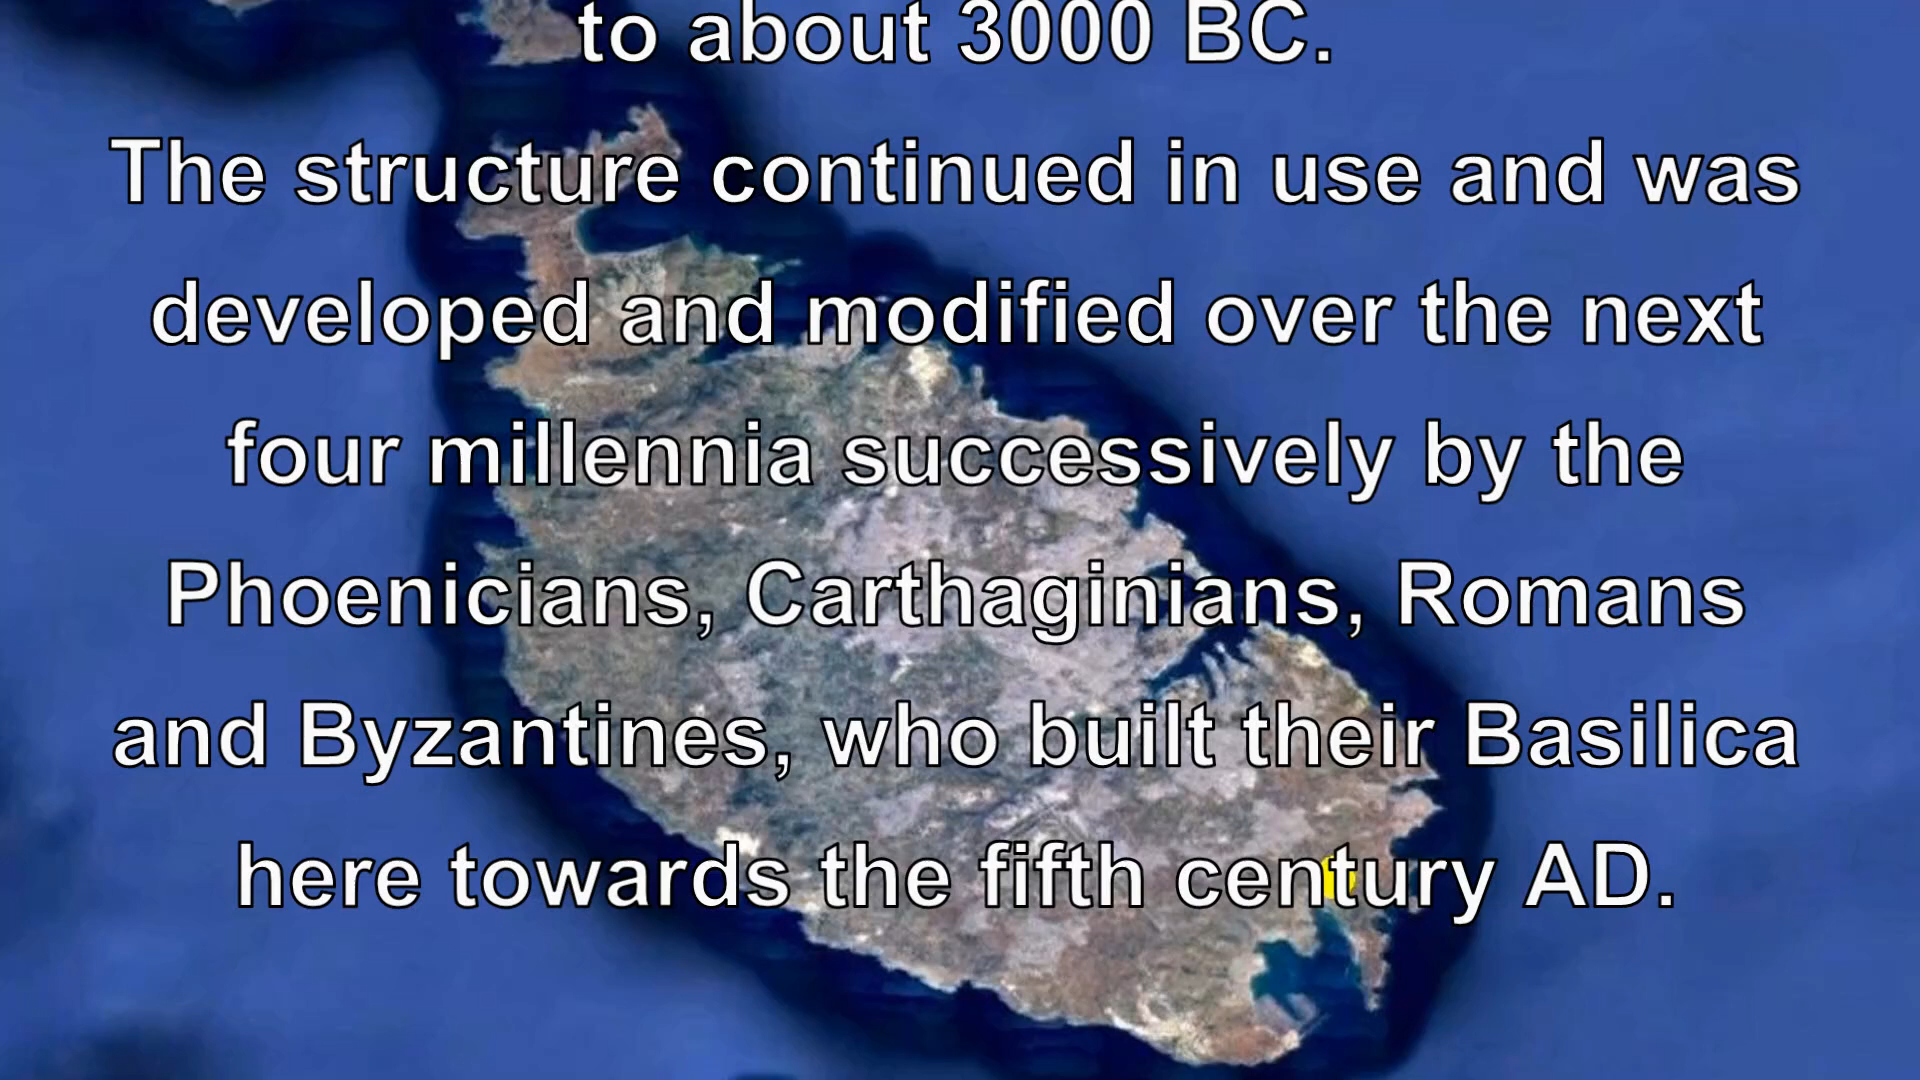 to about 3000 BC.
The structure continued in use and was
developed and modified over the next
four millennia successively by the
Phoenicians, Carthaginians, Romans
and Byzantines, who built their Basilica
here towards the fifth century AD.